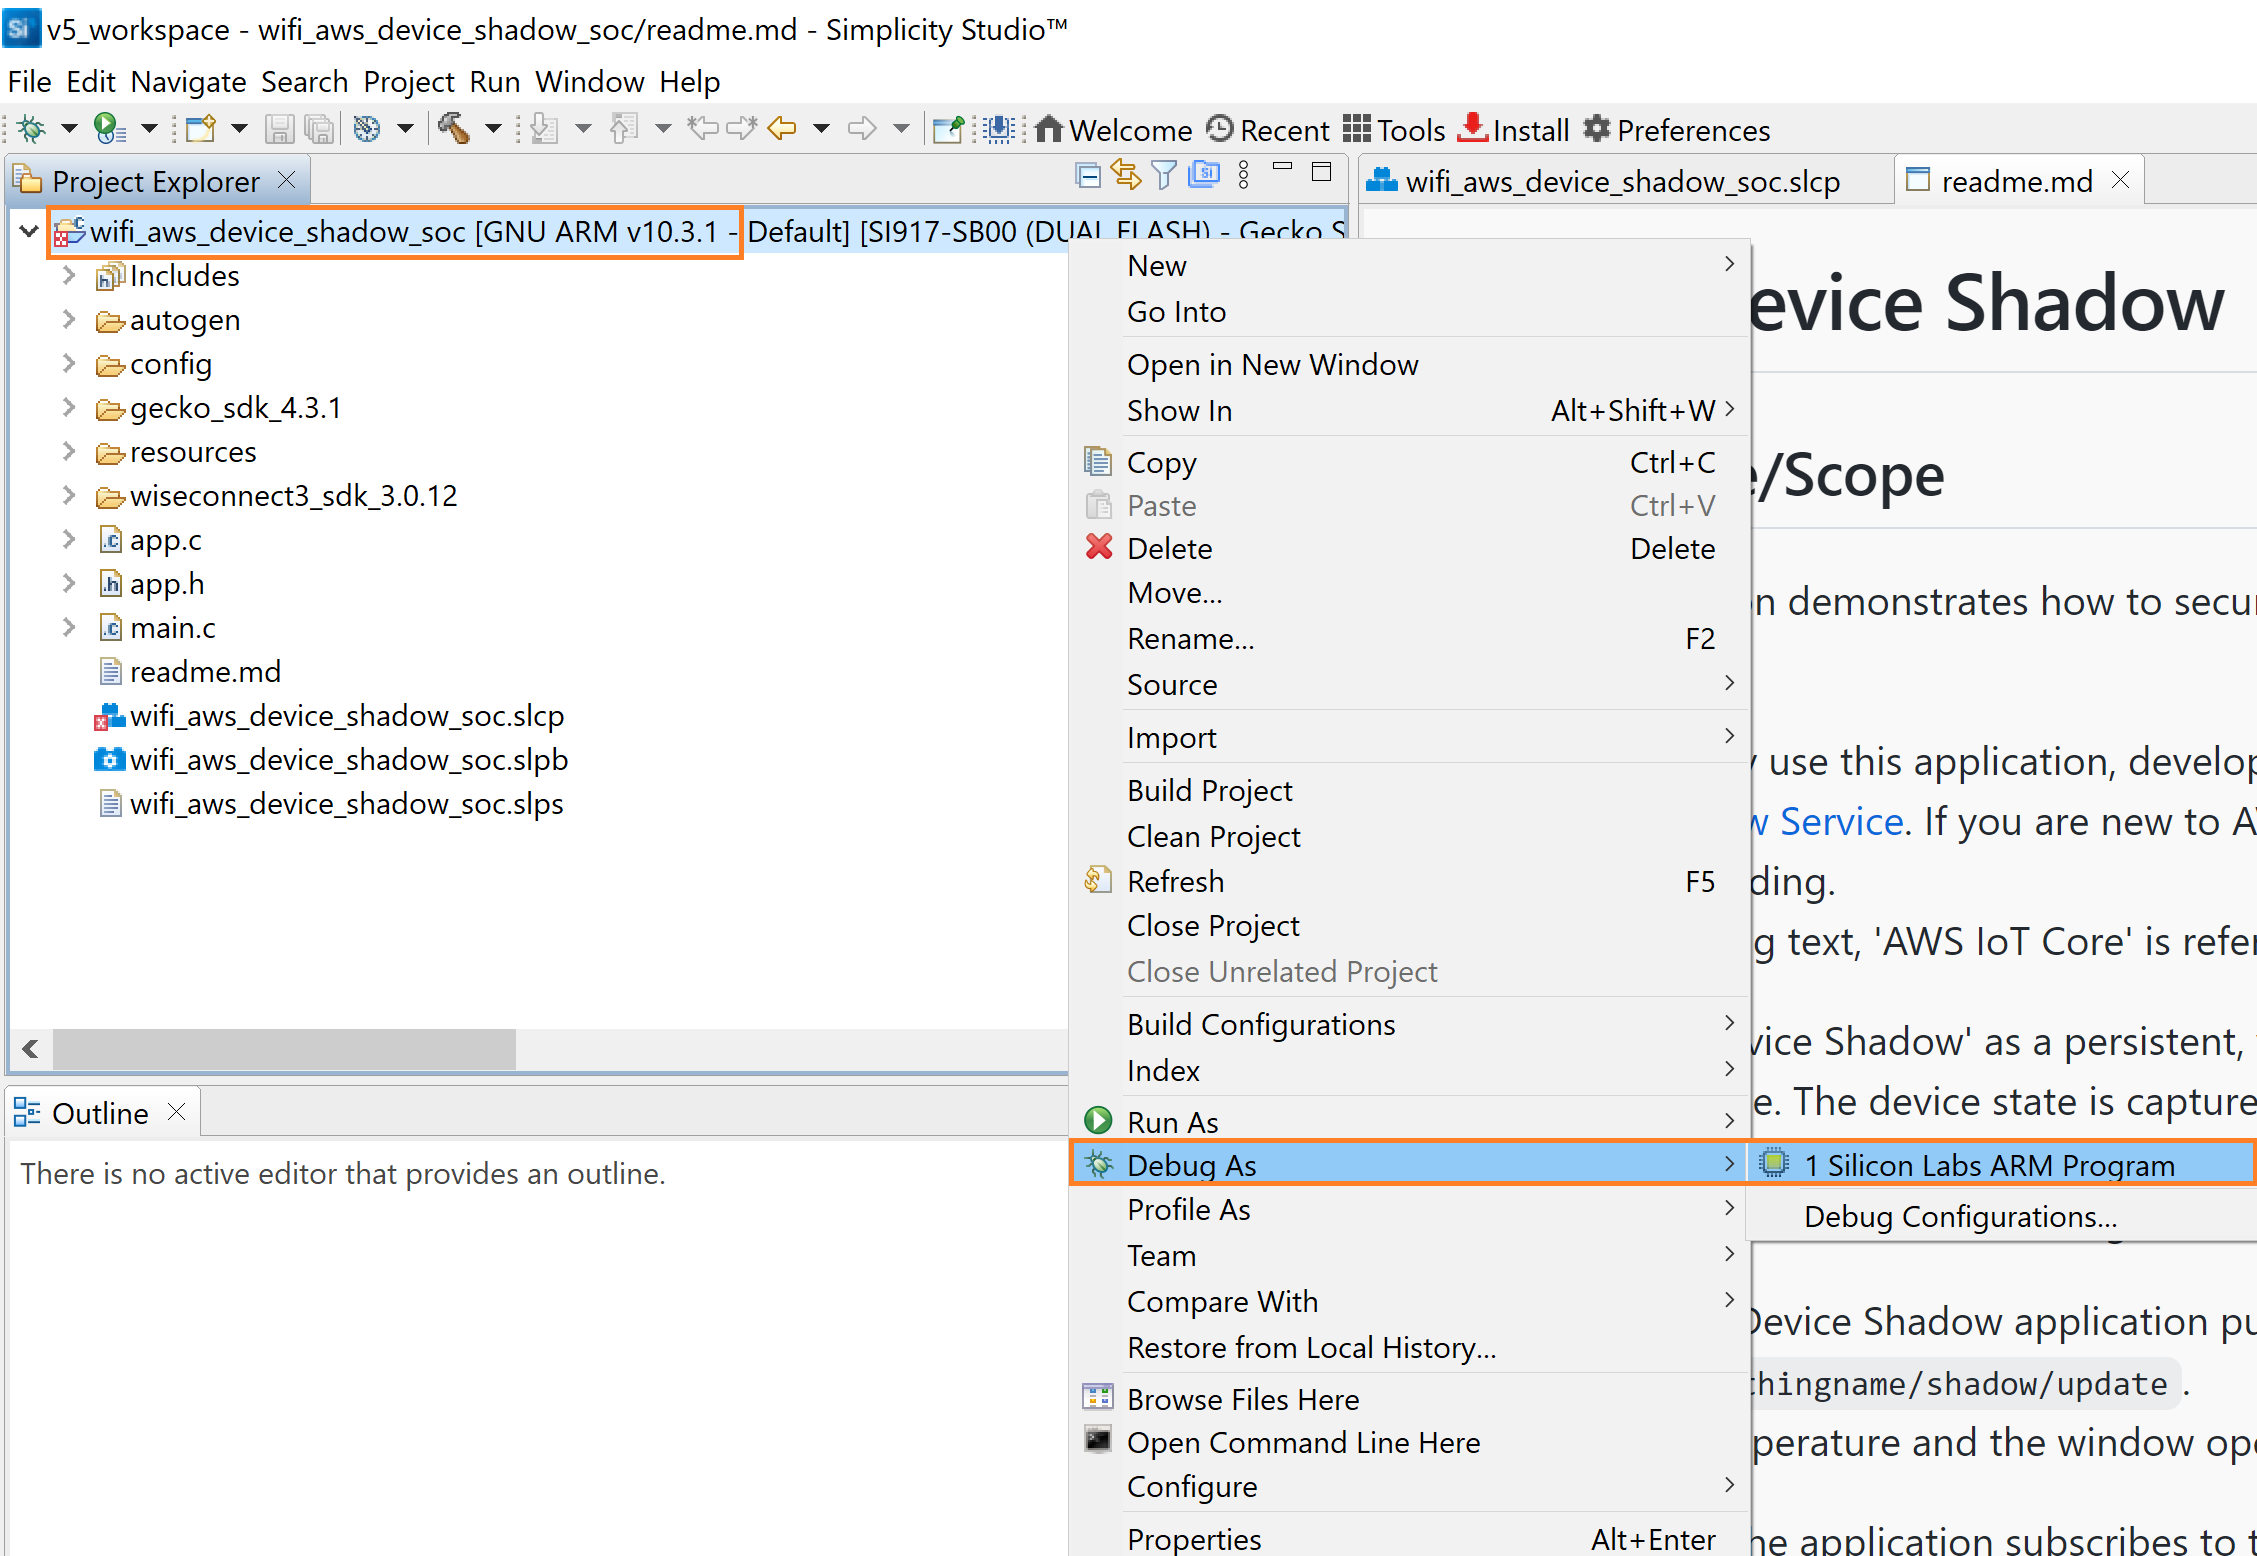 v5_workspace - wifi_aws_device_shadow_soc/readme.md - Simplicity Studio™
File Edit Navigate Search Project Run Window Help
Welcome Recent Tools Install Preferences
Project Explorer
wifi_aws_device_shadow_soc.slcp
readme.md
wifi_aws_device_shadow_soc [GNU ARM v10.3.1 - Default] [SI917-SB00 (DUAL FLASH) - Gecko S
Includes
autogen
config
gecko_sdk_4.3.1
resources
wiseconnect3_sdk_3.0.12
app.c
app.h
main.c
readme.md
wifi_aws_device_shadow_soc.slcp
wifi_aws_device_shadow_soc.slpb
wifi_aws_device_shadow_soc.slps
Outline
There is no active editor that provides an outline.
New
Go Into
Open in New Window
Show In Alt+Shift+W
Copy Ctrl+C
Paste Ctrl+V
Delete Delete
Move...
Rename... F2
Source
Import
Build Project
Clean Project
Refresh F5
Close Project
Close Unrelated Project
Build Configurations
Index
Run As
Debug As
Profile As
Team
Compare With
Restore from Local History...
Browse Files Here
Open Command Line Here
Configure
Properties Alt+Enter
1 Silicon Labs ARM Program
Debug Configurations...
evice Shadow
e/Scope
n demonstrates how to secu
y use this application, develop
w Service. If you are new to A
ding.
g text, 'AWS IoT Core' is refer
vice Shadow' as a persistent,
e. The device state is capture
Device Shadow application pu
thingname/shadow/update .
perature and the window ope
he application subscribes to t